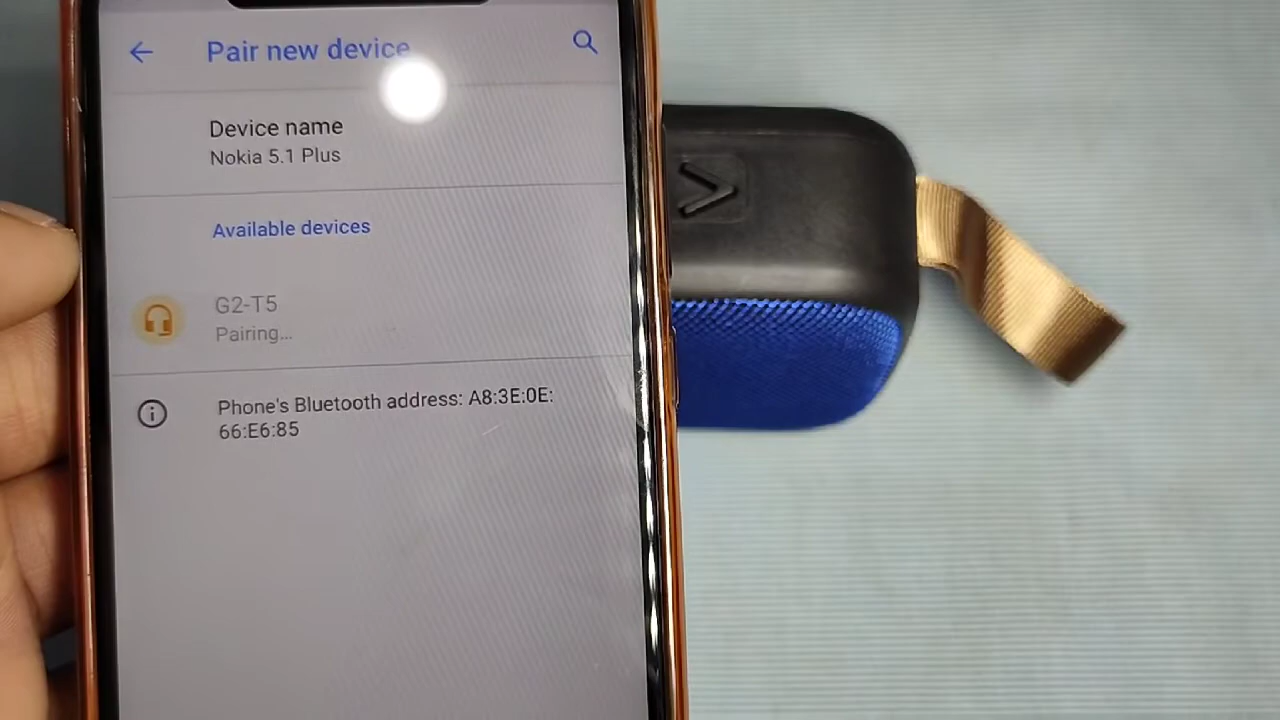 Pair new device
Device name
Nokia 5.1 Plus
Available devices
G2-T5
Pairing...
Phone's Bluetooth address: A8:3E:0E:
66:E6:85